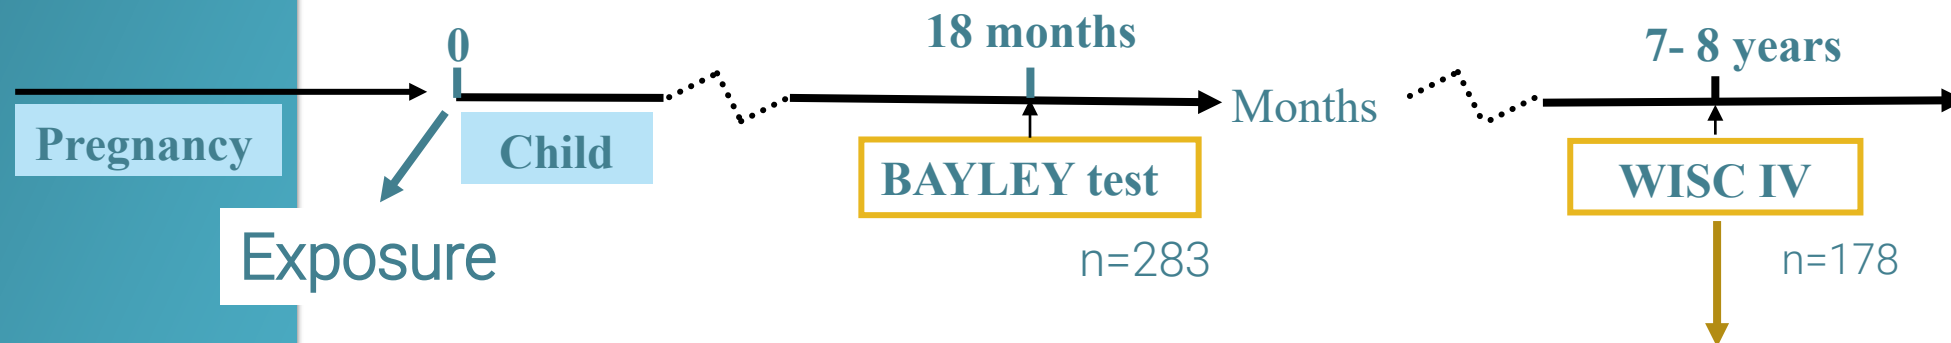 0
18 months
7- 8 years
Pregnancy
Child
Months
BAYLEY test
WISC IV
Exposure
n=283
n=178